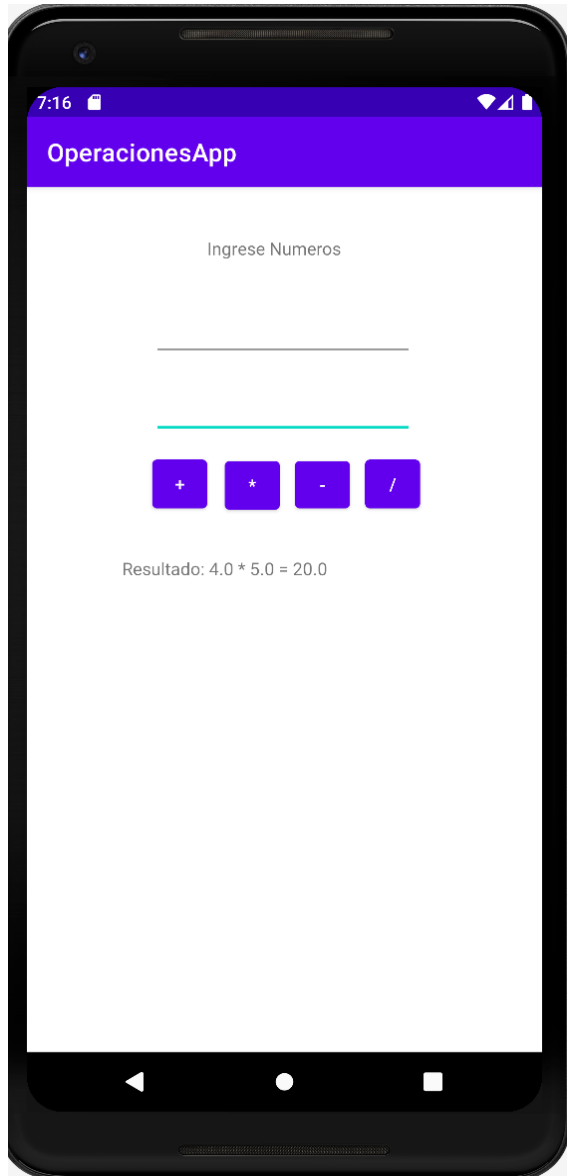 7:16
OperacionesApp
Ingrese Numeros
+ * - /
Resultado: 4.0 * 5.0 = 20.0